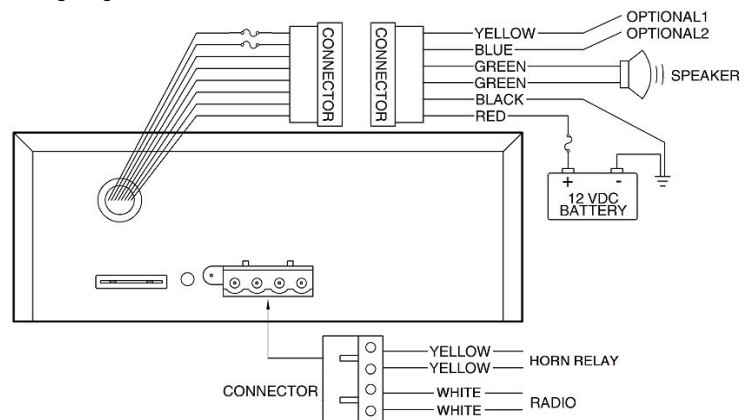 OPTIONAL1
YELLOW
OPTIONAL2
BLUE
GREEN
GREEN
SPEAKER
BLACK
RED
CONNECTOR
CONNECTOR
+ -
12 VDC
BATTERY
YELLOW
HORN RELAY
YELLOW
CONNECTOR
WHITE
RADIO
WHITE